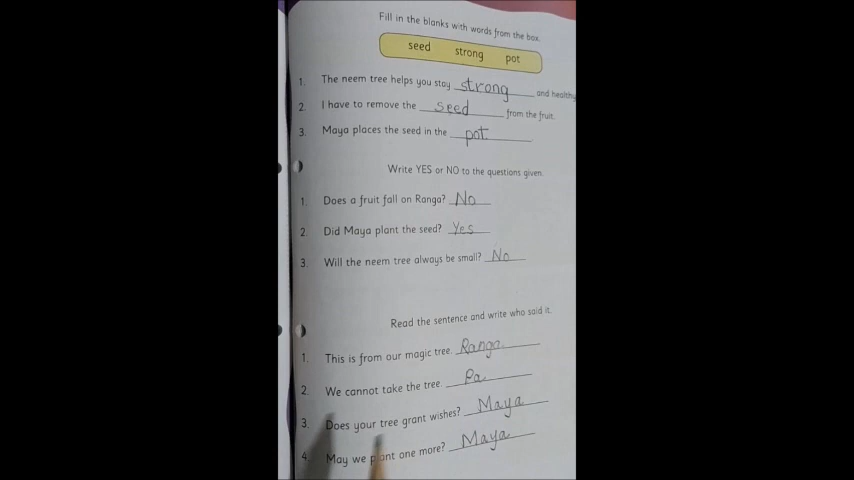 Fill in the blanks with words from the box.
seed strong pot
1. The neem tree helps you stay strong and healthy
2. I have to remove the seed from the fruit.
3. Maya places the seed in the pot.
Write YES or NO to the questions given.
1. Does a fruit fall on Ranga? No
2. Did Maya plant the seed? Yes
3. Will the neem tree always be small? No
Read the sentence and write who said it.
1. This is from our magic tree. Ranga.
2. We cannot take the tree. Pa.
3. Does your tree grant wishes? Maya
4. May we plant one more? Maya